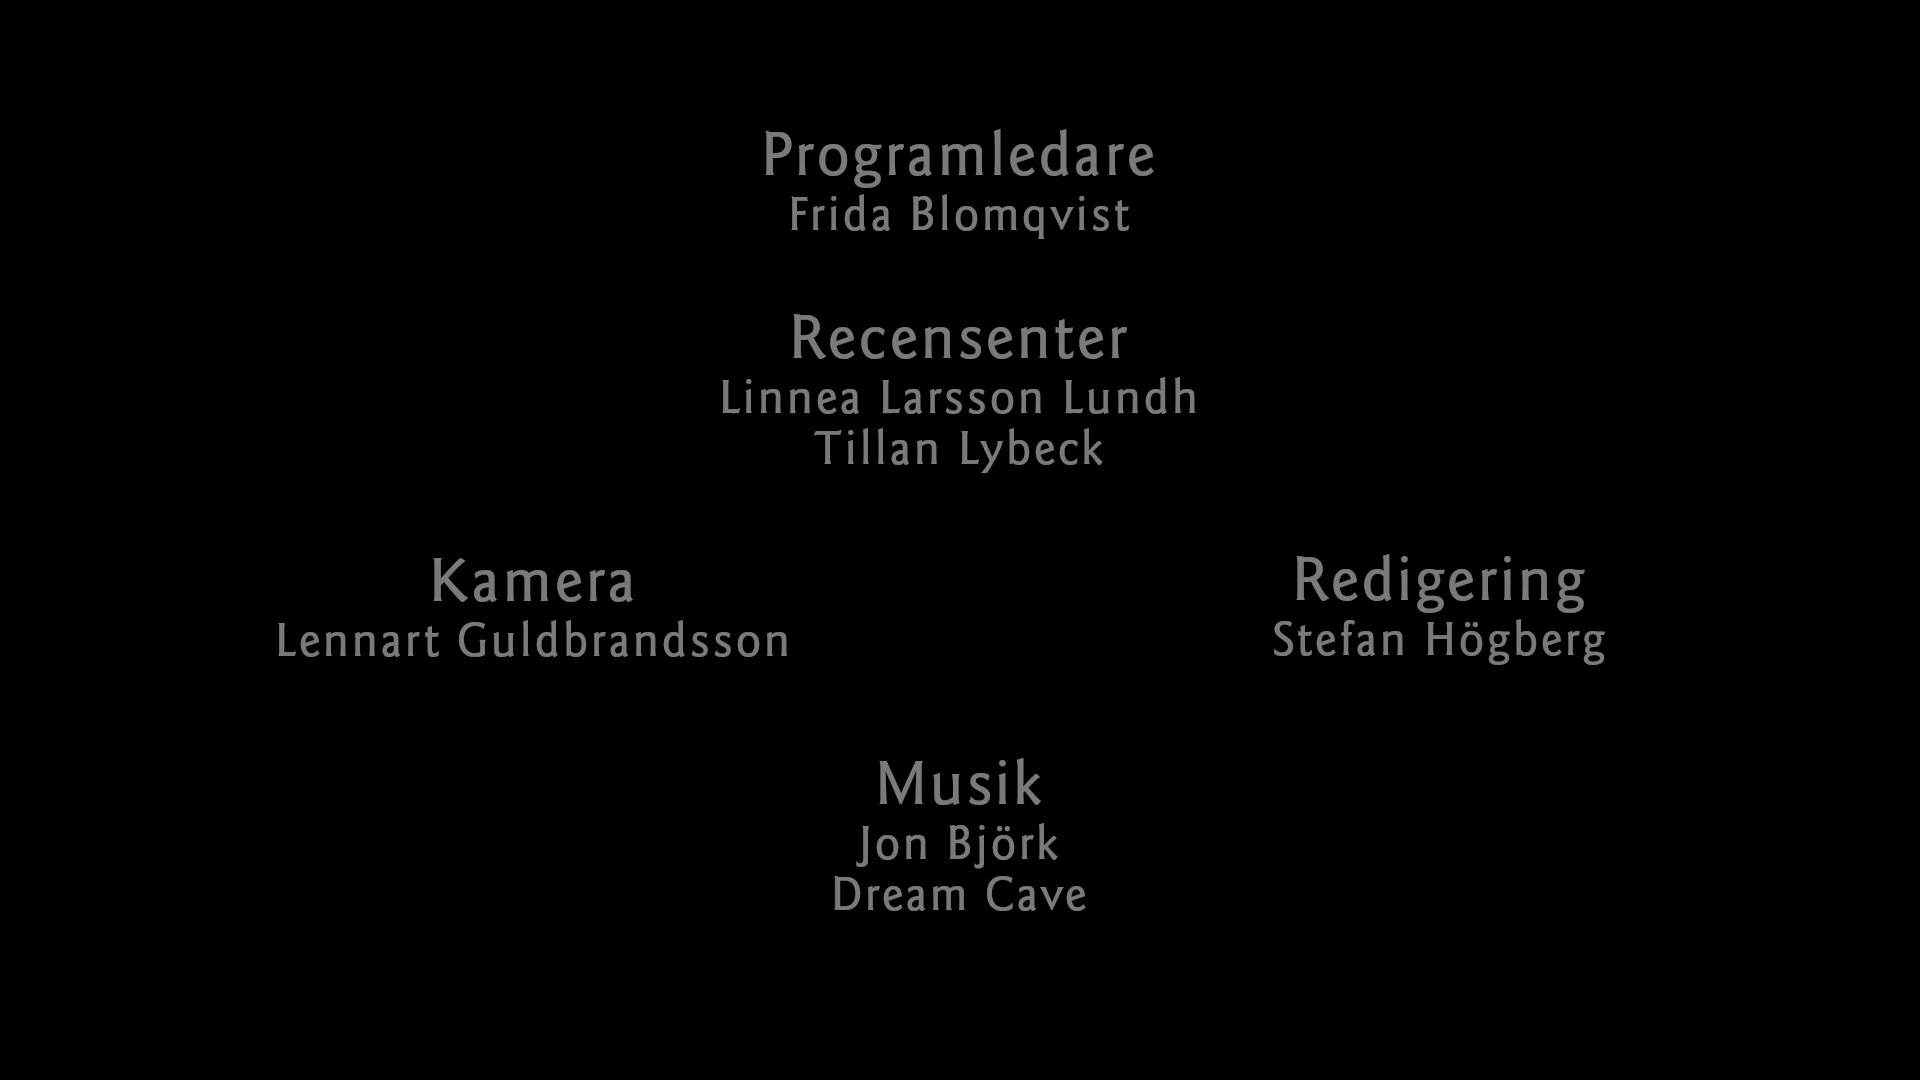 Programledare
Frida Blomqvist
Recensenter
Linnea Larsson Lundh
Tillan Lybeck
Kamera
Lennart Guldbrandsson
Redigering
Stefan Högberg
Musik
Jon Björk
Dream Cave